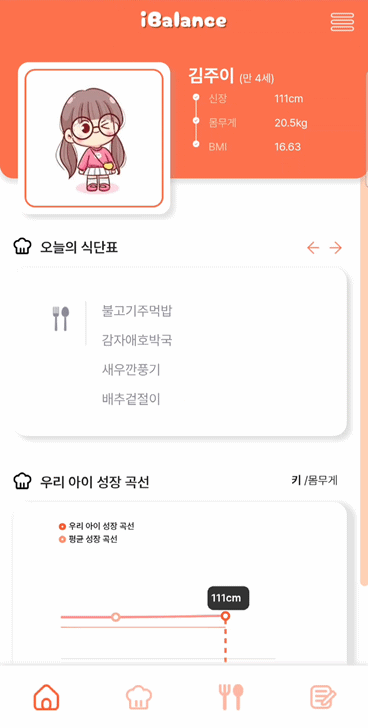 iBalance
김주이 (만 4세)
신장 111cm
몸무게 20.5kg
BMI 16.63
오늘의 식단표
불고기주먹밥
감자애호박국
새우깐풍기
배추겉절이
우리 아이 성장 곡선 키 /몸무게
우리 아이 성장 곡선
평균 성장 곡선
111cm